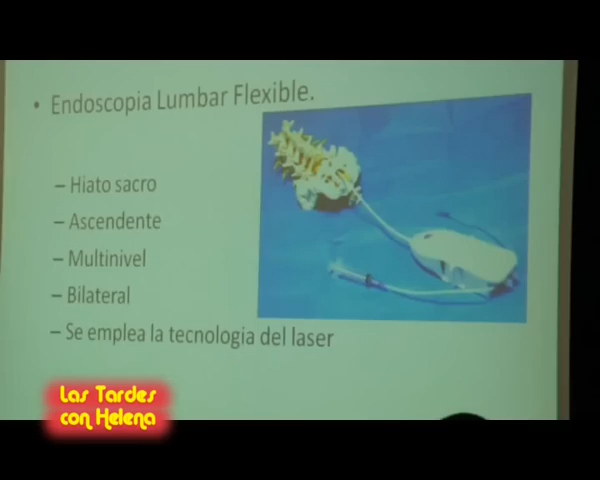 • Endoscopia Lumbar Flexible.
– Hiato sacro
– Ascendente
– Multinivel
– Bilateral
– Se emplea la tecnologia del laser
Las Tardes
con Helena